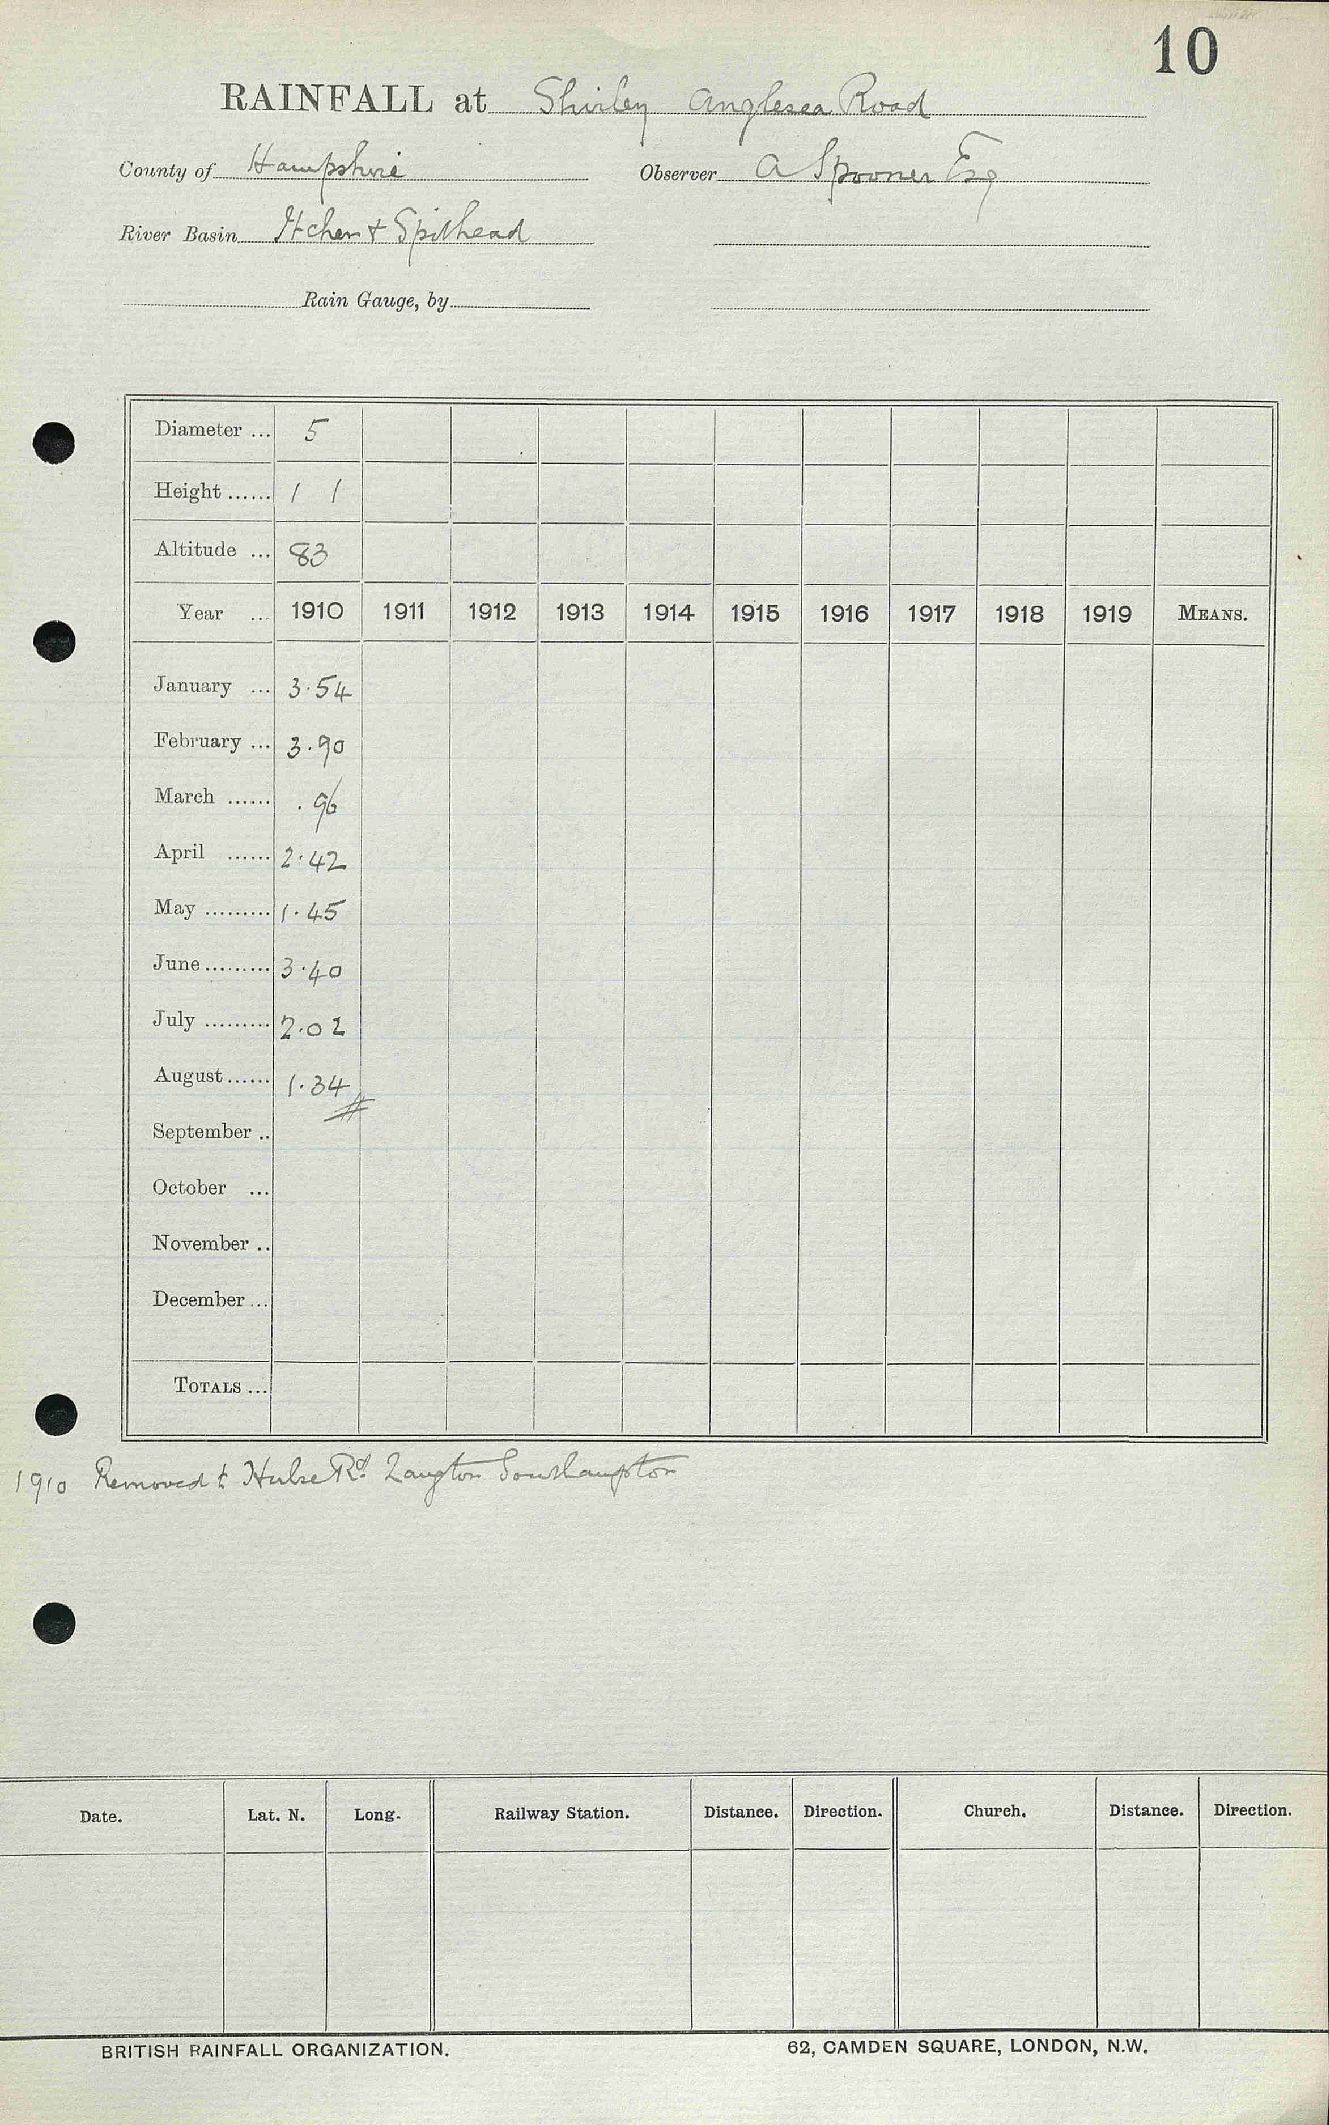 10
RAINFALL at Shirley Anglesea Road
County of Hampshire Observer A Spooner Esq
River Basin Itchen + Spithead
Rain Gauge, by
Diameter ... 5
Height ...... 1 1
Altitude ... 83
Year ... 1910 1911 1912 1913 1914 1915 1916 1917 1918 1919 MEANS.
January ... 3.54
February ... 3.90
March ...... .96
April ...... 2.42
May ......... 1.45
June ......... 3.40
July ......... 2.02
August ...... 1.34
September ..
October ...
November ..
December ...
TOTALS ...
1910 Removed to Hulse Rd Southampton
Date. Lat. N. Long. Railway Station. Distance. Direction. Church. Distance. Direction.
BRITISH RAINFALL ORGANIZATION. 62, CAMDEN SQUARE, LONDON, N.W.